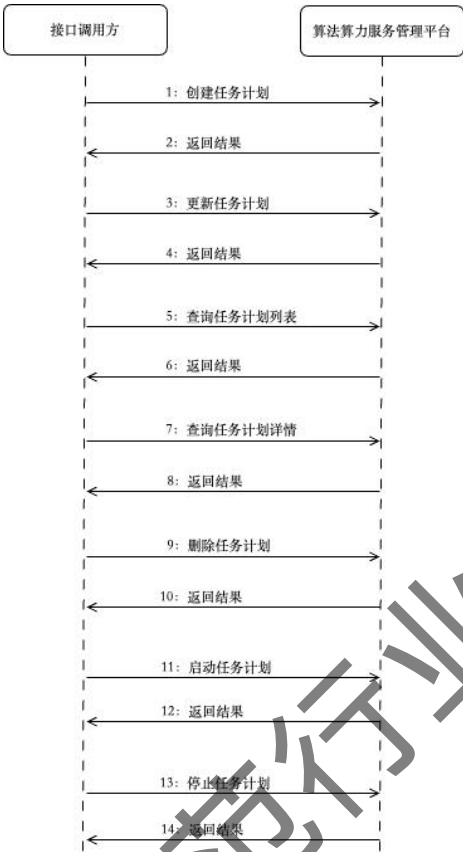 接口调用方
算法算力服务管理平台
1：创建任务计划
2：返回结果
3：更新任务计划
4：返回结果
5：查询任务计划列表
6：返回结果
7：查询任务计划详情
8：返回结果
9：删除任务计划
10：返回结果
11：启动任务计划
12：返回结果
13：停止任务计划
14：返回结果
范行业